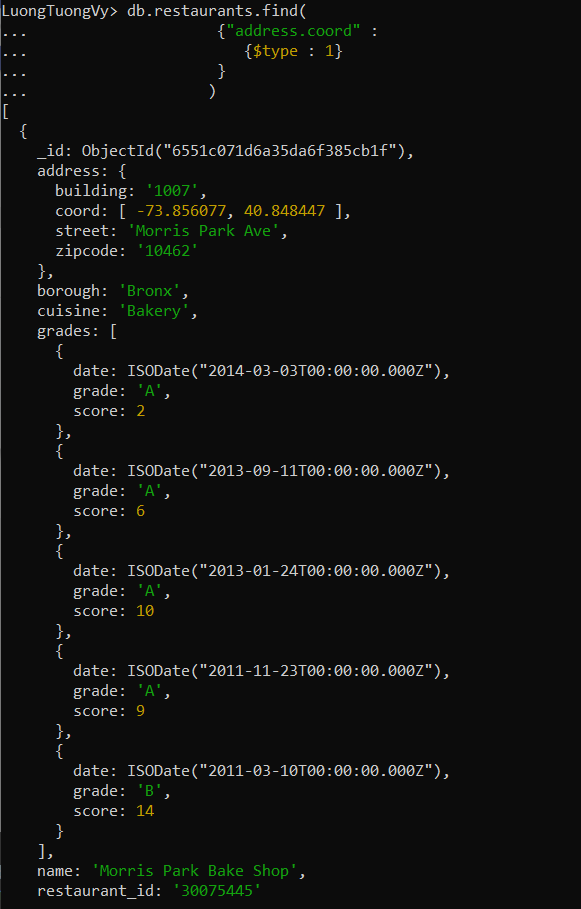 LuongTuongVy> db.restaurants.find(
...                     {"address.coord" :
...                        {$type : 1}
...                     }
...                    )
[
  {
    _id: ObjectId("6551c071d6a35da6f385cb1f"),
    address: {
      building: '1007',
      coord: [ -73.856077, 40.848447 ],
      street: 'Morris Park Ave',
      zipcode: '10462'
    },
    borough: 'Bronx',
    cuisine: 'Bakery',
    grades: [
      {
        date: ISODate("2014-03-03T00:00:00.000Z"),
        grade: 'A',
        score: 2
      },
      {
        date: ISODate("2013-09-11T00:00:00.000Z"),
        grade: 'A',
        score: 6
      },
      {
        date: ISODate("2013-01-24T00:00:00.000Z"),
        grade: 'A',
        score: 10
      },
      {
        date: ISODate("2011-11-23T00:00:00.000Z"),
        grade: 'A',
        score: 9
      },
      {
        date: ISODate("2011-03-10T00:00:00.000Z"),
        grade: 'B',
        score: 14
      }
    ],
    name: 'Morris Park Bake Shop',
    restaurant_id: '30075445'